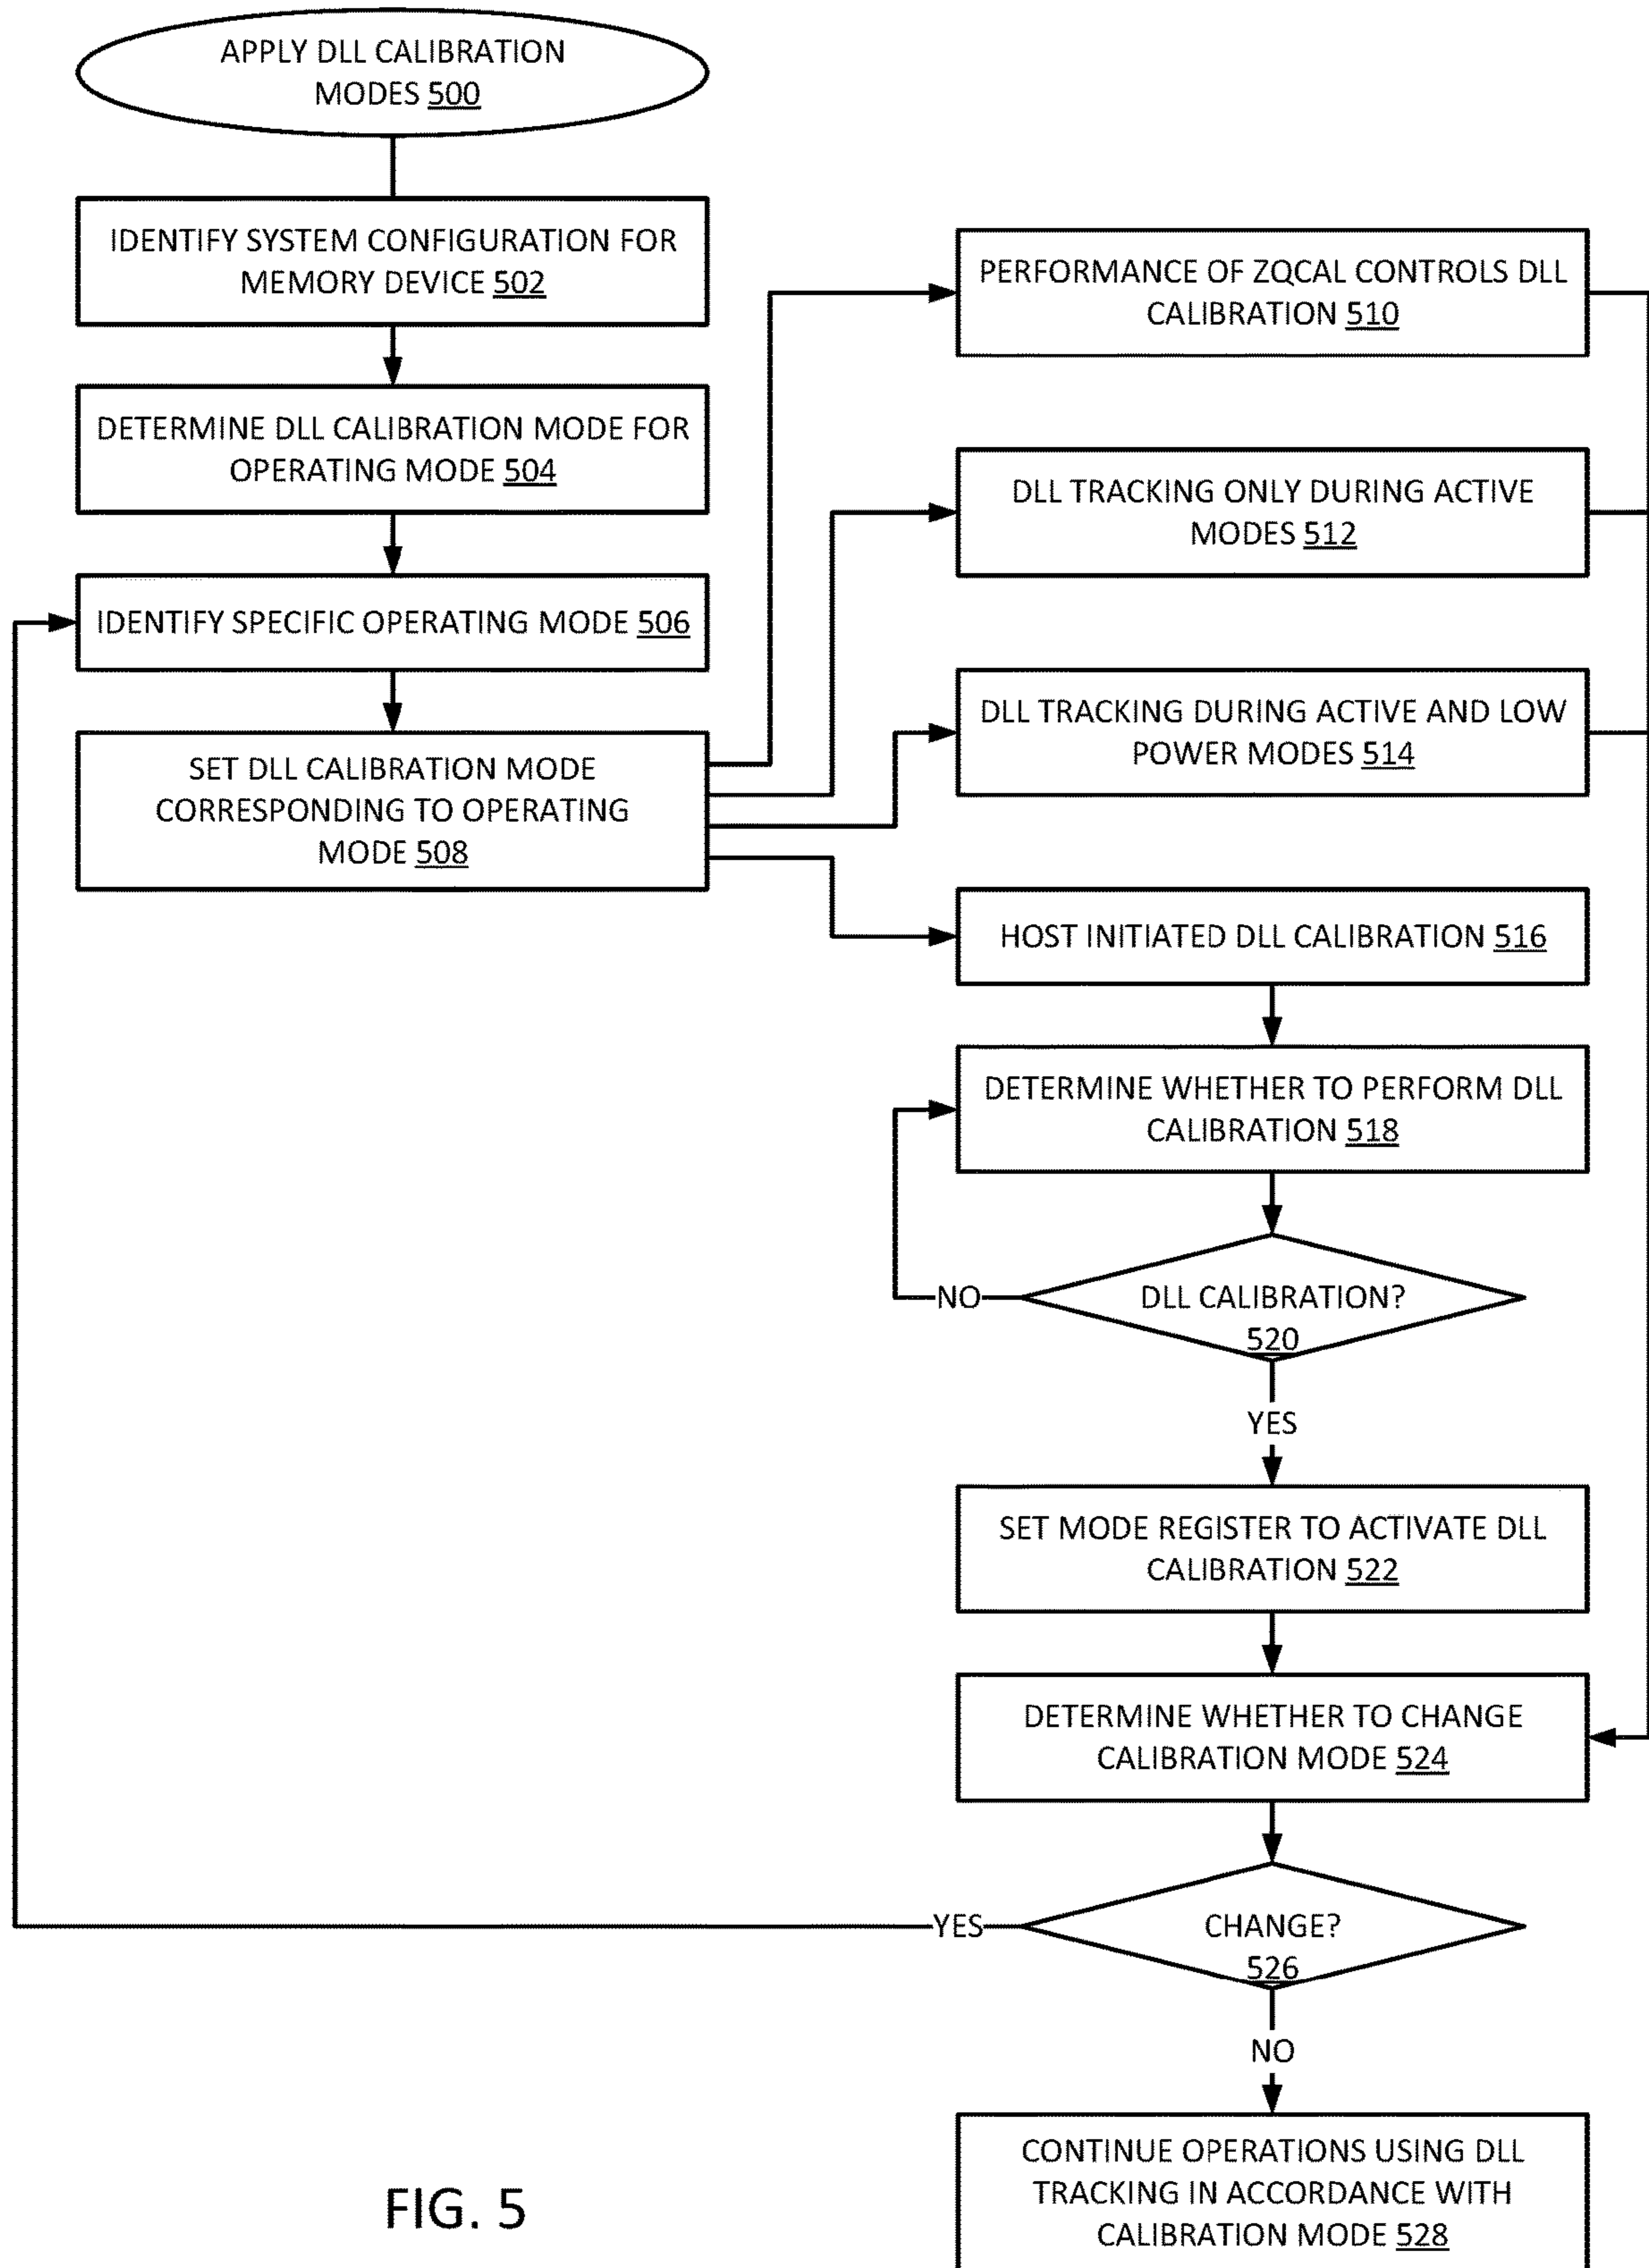 APPLY DLL CALIBRATION
MODES 500
IDENTIFY SYSTEM CONFIGURATION FOR
MEMORY DEVICE 502
DETERMINE DLL CALIBRATION MODE FOR
OPERATING MODE 504
IDENTIFY SPECIFIC OPERATING MODE 506
SET DLL CALIBRATION MODE
CORRESPONDING TO OPERATING
MODE 508
PERFORMANCE OF ZQCAL CONTROLS DLL
CALIBRATION 510
DLL TRACKING ONLY DURING ACTIVE
MODES 512
DLL TRACKING DURING ACTIVE AND LOW
POWER MODES 514
HOST INITIATED DLL CALIBRATION 516
DETERMINE WHETHER TO PERFORM DLL
CALIBRATION 518
NO
DLL CALIBRATION?
520
YES
SET MODE REGISTER TO ACTIVATE DLL
CALIBRATION 522
DETERMINE WHETHER TO CHANGE
CALIBRATION MODE 524
YES
CHANGE?
526
NO
CONTINUE OPERATIONS USING DLL
TRACKING IN ACCORDANCE WITH
CALIBRATION MODE 528
FIG. 5